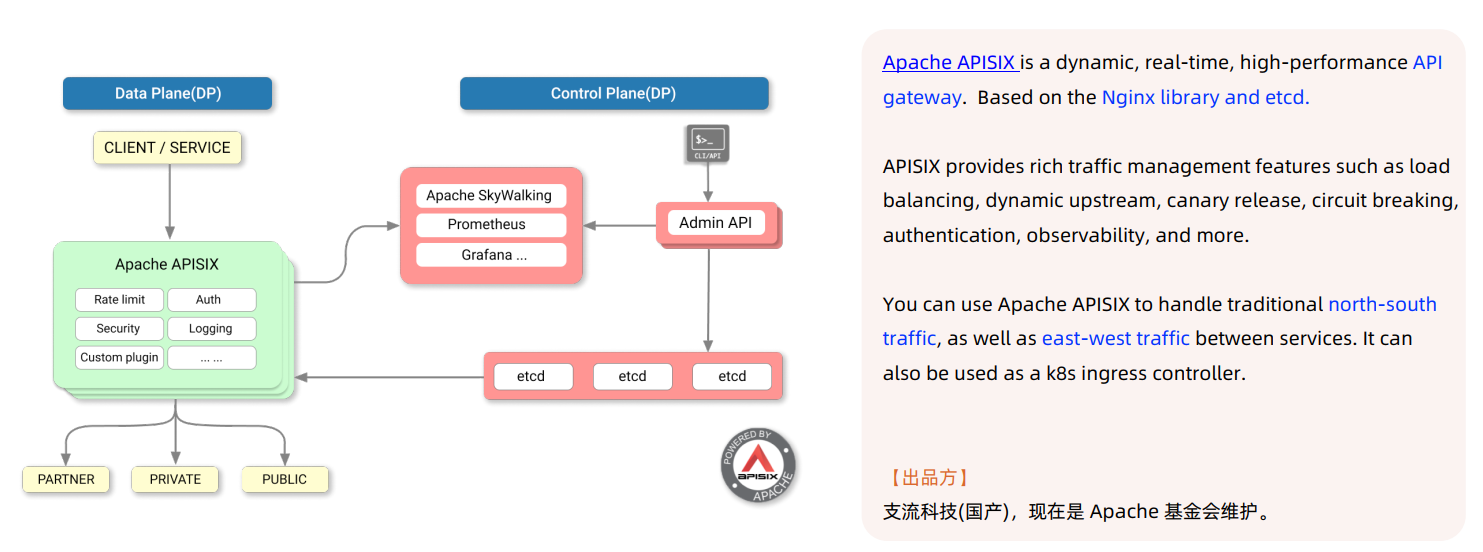 Data Plane(DP)
Control Plane(DP)
CLIENT / SERVICE
$>_
CLI/API
Apache SkyWalking
Prometheus
Grafana ...
Admin API
Apache APISIX
Rate limit
Auth
Security
Logging
Custom plugin
... ...
etcd
etcd
etcd
PARTNER
PRIVATE
PUBLIC
POWERED BY
APISIX
APACHE
Apache APISIX is a dynamic, real-time, high-performance API
gateway. Based on the Nginx library and etcd.
APISIX provides rich traffic management features such as load
balancing, dynamic upstream, canary release, circuit breaking,
authentication, observability, and more.
You can use Apache APISIX to handle traditional north-south
traffic, as well as east-west traffic between services. It can
also be used as a k8s ingress controller.
【出品方】
支流科技(国产)，现在是 Apache 基金会维护。